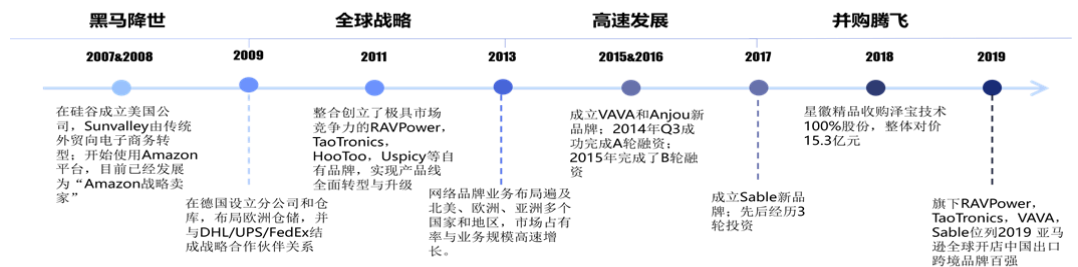 黑马降世
全球战略
高速发展
并购腾飞
2007&2008
2009
2011
2013
2015&2016
2017
2018
2019
在硅谷成立美国公
司，Sunvalley由传统
外贸向电子商务转
型；开始使用Amazon
平台，目前已经发展
为“Amazon战略卖
家”
在德国设立分公司和仓
库，布局欧洲仓储，并
与DHL/UPS/FedEx结
成战略合作伙伴关系
整合创立了极具市场
竞争力的RAVPower，
TaoTronics，
HooToo，Uspicy等自
有品牌，实现产品线
全面转型与升级
网络品牌业务布局遍及
北美、欧洲、亚洲多个
国家和地区，市场占有
率与业务规模高速增
长。
成立VAVA和Anjou新
品牌；2014年Q3成
功完成A轮融资；
2015年完成了B轮融
资
成立Sable新品
牌；先后经历3
轮投资
星徽精品收购泽宝技术
100%股份，整体对价
15.3亿元
旗下RAVPower，
TaoTronics，VAVA，
Sable位列2019 亚马
逊全球开店中国出口
跨境品牌百强